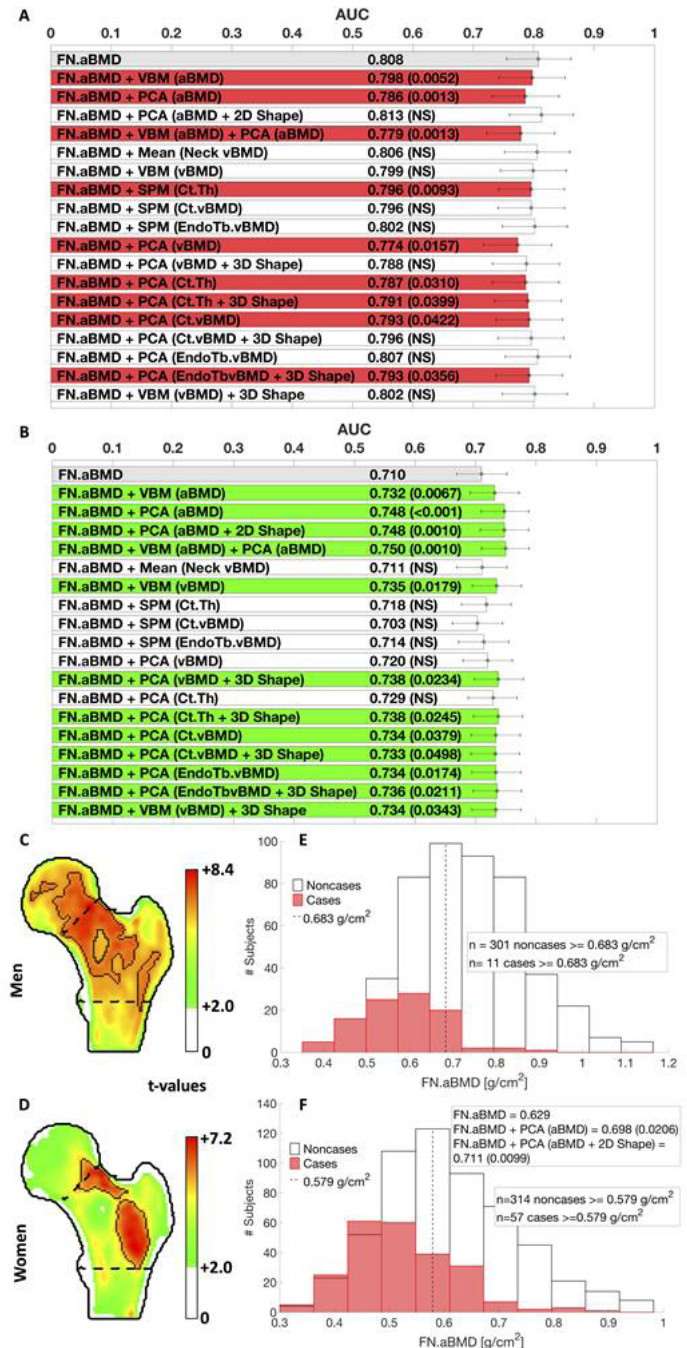 A
AUC
0 0.1 0.2 0.3 0.4 0.5 0.6 0.7 0.8 0.9 1
FN.aBMD 0.808
FN.aBMD + VBM (aBMD) 0.798 (0.0052)
FN.aBMD + PCA (aBMD) 0.786 (0.0013)
FN.aBMD + PCA (aBMD + 2D Shape) 0.813 (NS)
FN.aBMD + VBM (aBMD) + PCA (aBMD) 0.779 (0.0013)
FN.aBMD + Mean (Neck vBMD) 0.806 (NS)
FN.aBMD + VBM (vBMD) 0.799 (NS)
FN.aBMD + SPM (Ct.Th) 0.796 (0.0093)
FN.aBMD + SPM (Ct.vBMD) 0.796 (NS)
FN.aBMD + SPM (EndoTb.vBMD) 0.802 (NS)
FN.aBMD + PCA (vBMD) 0.774 (0.0157)
FN.aBMD + PCA (vBMD + 3D Shape) 0.788 (NS)
FN.aBMD + PCA (Ct.Th) 0.787 (0.0310)
FN.aBMD + PCA (Ct.Th + 3D Shape) 0.791 (0.0399)
FN.aBMD + PCA (Ct.vBMD) 0.793 (0.0422)
FN.aBMD + PCA (Ct.vBMD + 3D Shape) 0.796 (NS)
FN.aBMD + PCA (EndoTb.vBMD) 0.807 (NS)
FN.aBMD + PCA (EndoTbvBMD + 3D Shape) 0.793 (0.0356)
FN.aBMD + VBM (vBMD) + 3D Shape 0.802 (NS)
B
AUC
0 0.1 0.2 0.3 0.4 0.5 0.6 0.7 0.8 0.9 1
FN.aBMD 0.710
FN.aBMD + VBM (aBMD) 0.732 (0.0067)
FN.aBMD + PCA (aBMD) 0.748 (<0.001)
FN.aBMD + PCA (aBMD + 2D Shape) 0.748 (0.0010)
FN.aBMD + VBM (aBMD) + PCA (aBMD) 0.750 (0.0010)
FN.aBMD + Mean (Neck vBMD) 0.711 (NS)
FN.aBMD + VBM (vBMD) 0.735 (0.0179)
FN.aBMD + SPM (Ct.Th) 0.718 (NS)
FN.aBMD + SPM (Ct.vBMD) 0.703 (NS)
FN.aBMD + SPM (EndoTb.vBMD) 0.714 (NS)
FN.aBMD + PCA (vBMD) 0.720 (NS)
FN.aBMD + PCA (vBMD + 3D Shape) 0.738 (0.0234)
FN.aBMD + PCA (Ct.Th) 0.729 (NS)
FN.aBMD + PCA (Ct.Th + 3D Shape) 0.738 (0.0245)
FN.aBMD + PCA (Ct.vBMD) 0.734 (0.0379)
FN.aBMD + PCA (Ct.vBMD + 3D Shape) 0.733 (0.0498)
FN.aBMD + PCA (EndoTb.vBMD) 0.734 (0.0174)
FN.aBMD + PCA (EndoTbvBMD + 3D Shape) 0.736 (0.0211)
FN.aBMD + VBM (vBMD) + 3D Shape 0.734 (0.0343)
C
Men
+8.4
+2.0
0
t-values
E
100
80
60
40
20
0
# Subjects
Noncases
Cases
0.683 g/cm²
n = 301 noncases >= 0.683 g/cm²
n= 11 cases >= 0.683 g/cm²
0.3 0.4 0.5 0.6 0.7 0.8 0.9 1 1.1 1.2
FN.aBMD [g/cm²]
D
Women
+7.2
+2.0
0
F
140
120
100
80
60
40
20
0
# Subjects
Noncases
Cases
0.579 g/cm²
FN.aBMD = 0.629
FN.aBMD + PCA (aBMD) = 0.698 (0.0206)
FN.aBMD + PCA (aBMD + 2D Shape) =
0.711 (0.0099)
n=314 noncases >= 0.579 g/cm²
n=57 cases >=0.579 g/cm²
0.3 0.4 0.5 0.6 0.7 0.8 0.9 1
FN.aBMD [g/cm²]